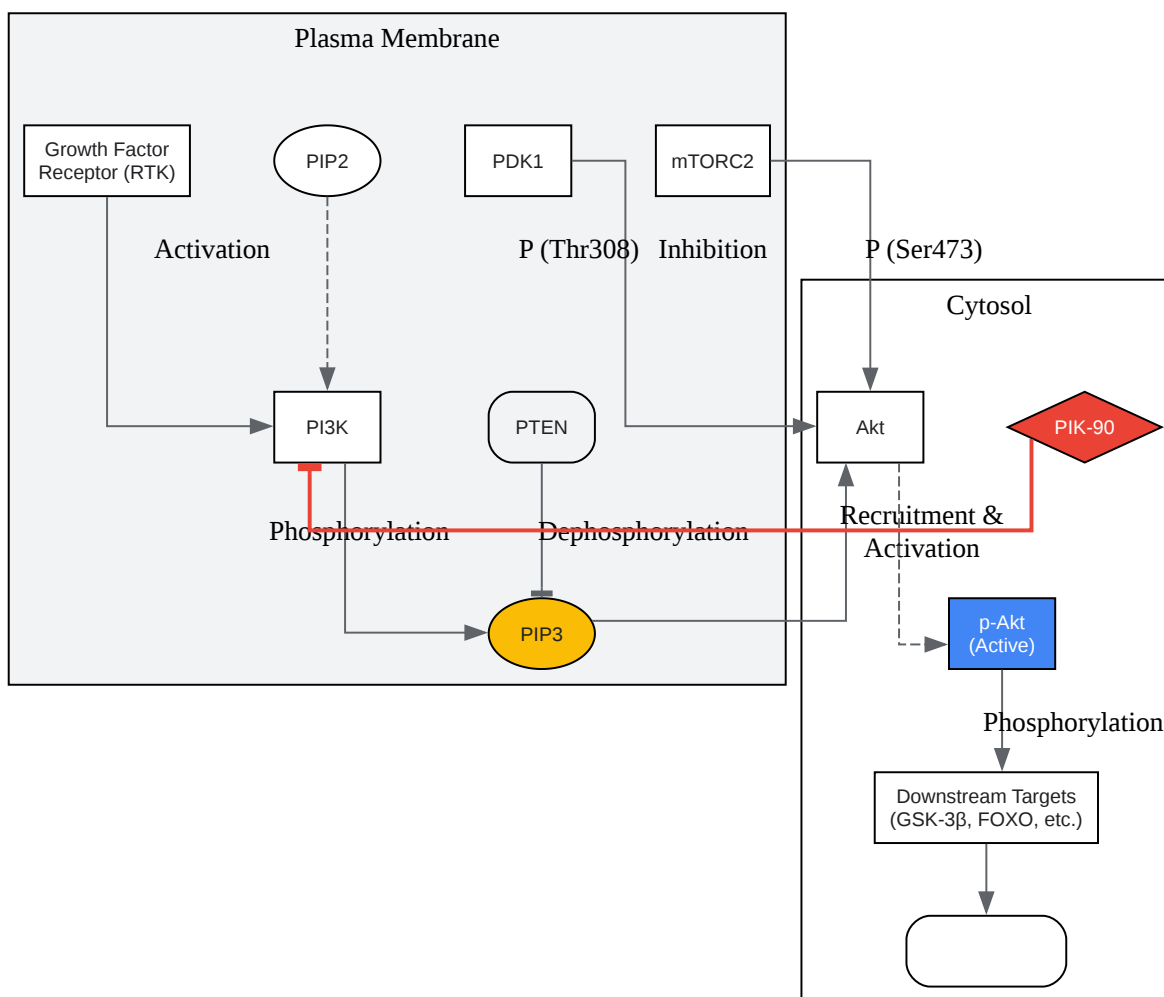 Plasma Membrane
Growth Factor
Receptor (RTK)
PIP2
PDK1
mTORC2
Activation
P (Thr308)
Inhibition
P (Ser473)
Cytosol
PI3K
PTEN
Akt
PIK-90
Phosphorylation
Dephosphorylation
Recruitment &
Activation
PIP3
p-Akt
(Active)
Phosphorylation
Downstream Targets
(GSK-3β, FOXO, etc.)